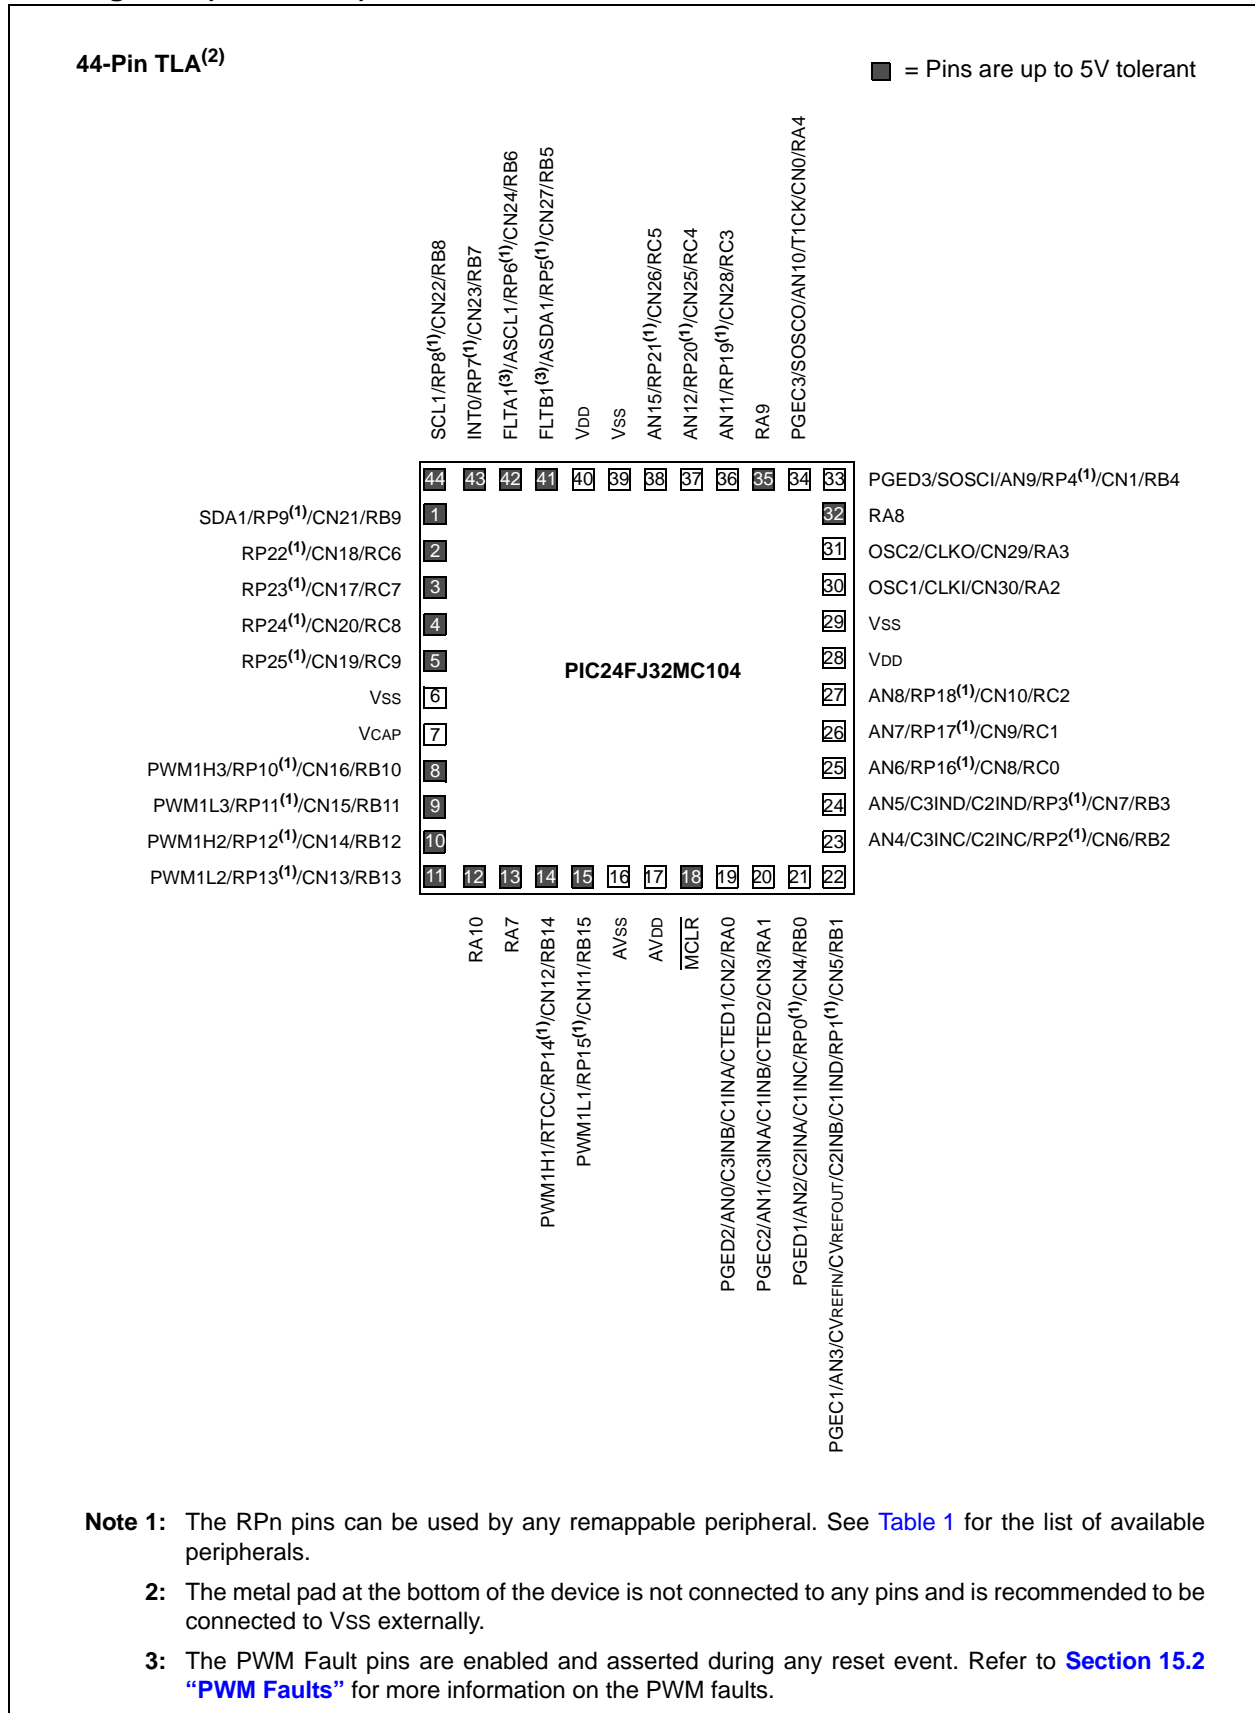 44-Pin TLA(2)
= Pins are up to 5V tolerant
SCL1/RP8(1)/CN22/RB8
INT0/RP7(1)/CN23/RB7
FLTA1(3)/ASCL1/RP6(1)/CN24/RB6
FLTB1(3)/ASDA1/RP5(1)/CN27/RB5
VDD
VSS
AN15/RP21(1)/CN26/RC5
AN12/RP20(1)/CN25/RC4
AN11/RP19(1)/CN28/RC3
RA9
PGEC3/SOSCO/AN10/T1CK/CN0/RA4
44 43 42 41 40 39 38 37 36 35 34 33 PGED3/SOSCI/AN9/RP4(1)/CN1/RB4
SDA1/RP9(1)/CN21/RB9 1 32 RA8
RP22(1)/CN18/RC6 2 31 OSC2/CLKO/CN29/RA3
RP23(1)/CN17/RC7 3 30 OSC1/CLKI/CN30/RA2
RP24(1)/CN20/RC8 4 29 VSS
RP25(1)/CN19/RC9 5 28 VDD
PIC24FJ32MC104
VSS 6 27 AN8/RP18(1)/CN10/RC2
VCAP 7 26 AN7/RP17(1)/CN9/RC1
PWM1H3/RP10(1)/CN16/RB10 8 25 AN6/RP16(1)/CN8/RC0
PWM1L3/RP11(1)/CN15/RB11 9 24 AN5/C3IND/C2IND/RP3(1)/CN7/RB3
PWM1H2/RP12(1)/CN14/RB12 10 23 AN4/C3INC/C2INC/RP2(1)/CN6/RB2
PWM1L2/RP13(1)/CN13/RB13 11 12 13 14 15 16 17 18 19 20 21 22
RA10
RA7
PWM1H1/RTCC/RP14(1)/CN12/RB14
PWM1L1/RP15(1)/CN11/RB15
AVSS
AVDD
MCLR
PGED2/AN0/C3INB/C1INA/CTED1/CN2/RA0
PGEC2/AN1/C3INA/C1INB/CTED2/CN3/RA1
PGED1/AN2/C2INA/C1INC/RP0(1)/CN4/RB0
PGEC1/AN3/CVREFIN/CVREFOUT/C2INB/C1IND/RP1(1)/CN5/RB1
Note 1: The RPn pins can be used by any remappable peripheral. See Table 1 for the list of available
peripherals.
2: The metal pad at the bottom of the device is not connected to any pins and is recommended to be
connected to VSS externally.
3: The PWM Fault pins are enabled and asserted during any reset event. Refer to Section 15.2
“PWM Faults” for more information on the PWM faults.